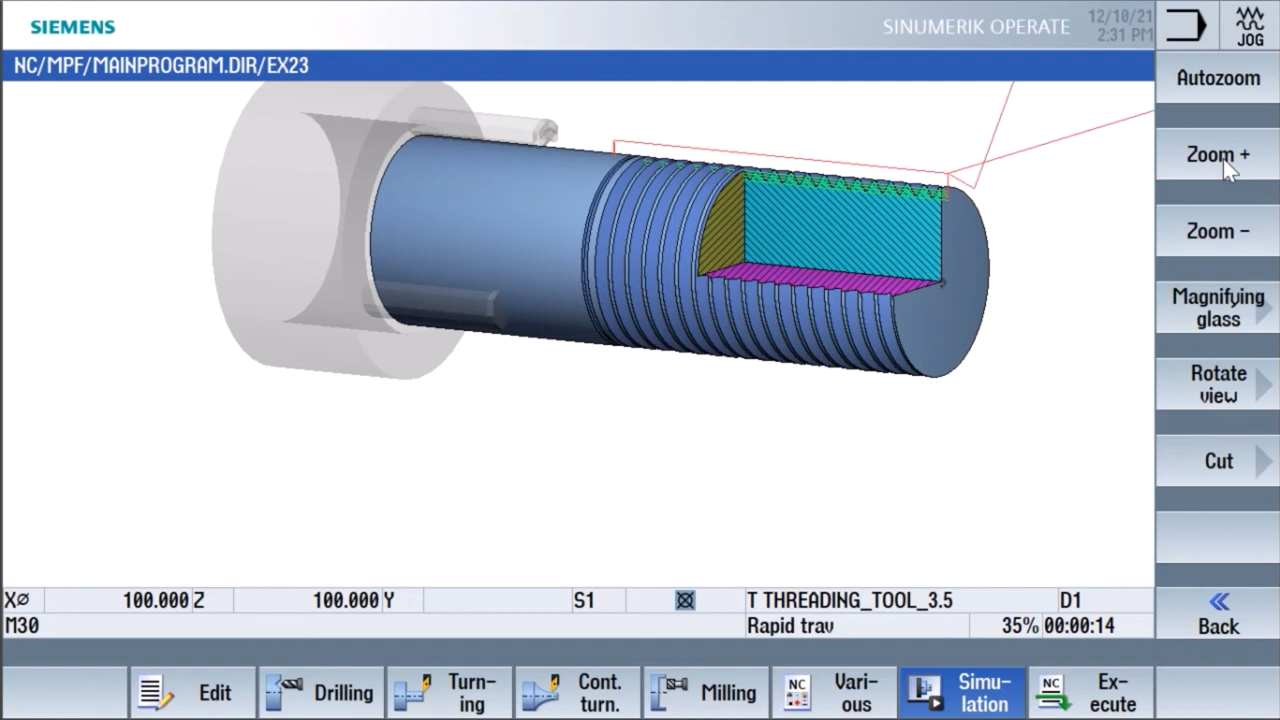 SIEMENS
SINUMERIK OPERATE
12/10/21
2:31 PM
JOG
NC/MPF/MAINPROGRAM.DIR/EX23
Autozoom
Zoom +
Zoom -
Magnifying
glass
Rotate
view
Cut
X⌀ 100.000 Z 100.000 Y S1 T THREADING_TOOL_3.5 D1
M30 Rapid trav 35% 00:00:14
Back
Edit
Drilling
Turn-
ing
Cont.
turn.
Milling
NC
Vari-
ous
Simu-
lation
NC
Ex-
ecute